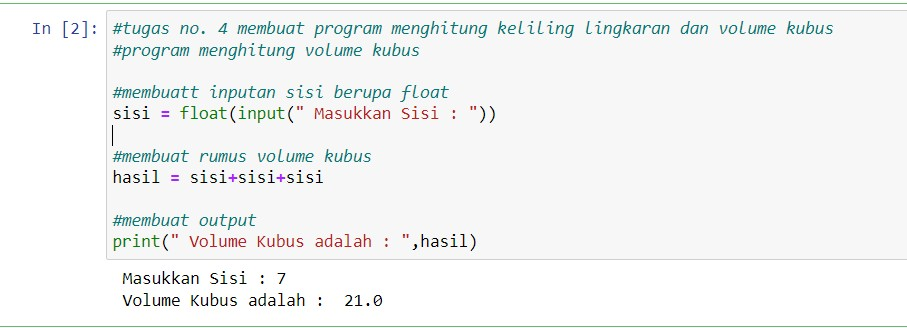 In [2]: #tugas no. 4 membuat program menghitung keliling lingkaran dan volume kubus
#program menghitung volume kubus
#membuatt inputan sisi berupa float
sisi = float(input(" Masukkan Sisi : "))
#membuat rumus volume kubus
hasil = sisi+sisi+sisi
#membuat output
print(" Volume Kubus adalah : ",hasil)
Masukkan Sisi : 7
Volume Kubus adalah :  21.0